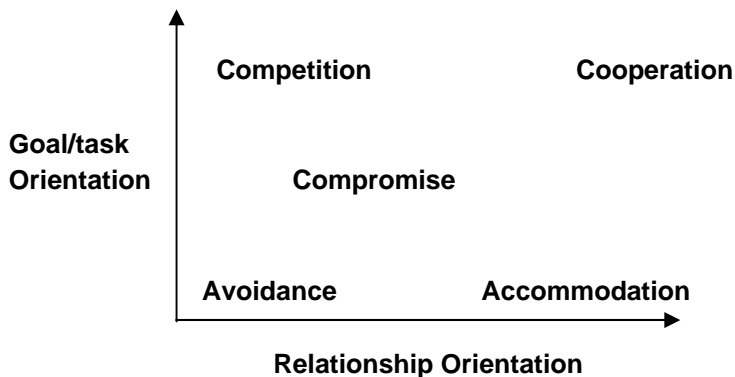 Competition
Cooperation
Goal/task
Orientation
Compromise
Avoidance
Accommodation
Relationship Orientation